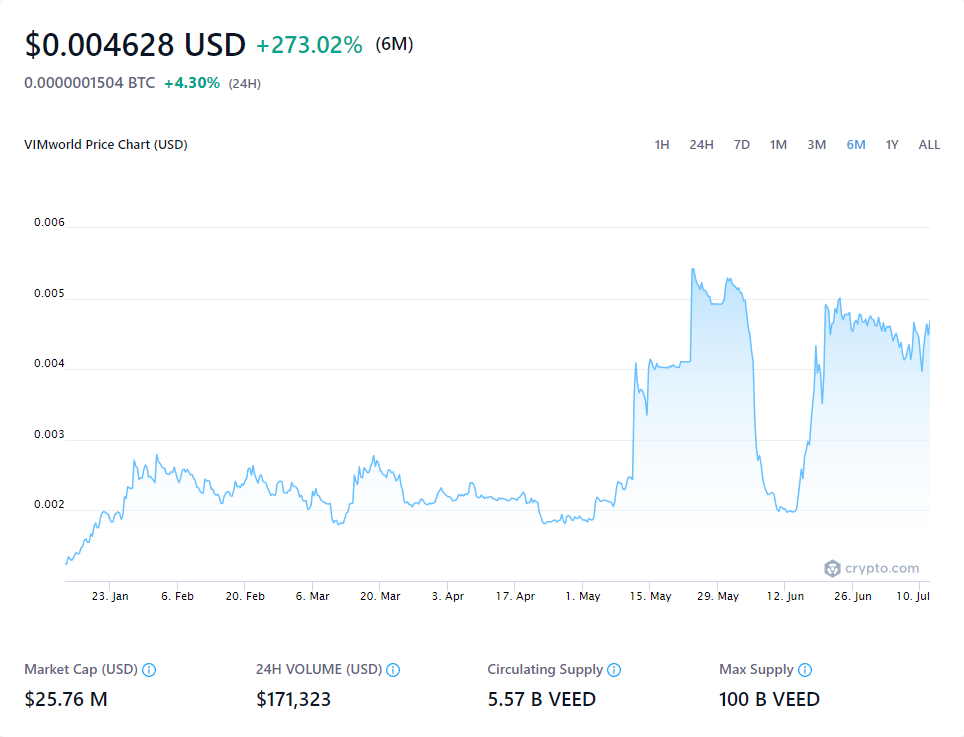 $0.004628 USD +273.02% (6M)
0.0000001504 BTC +4.30% (24H)
VIMworld Price Chart (USD) 1H 24H 7D 1M 3M 6M 1Y ALL
0.006
0.005
0.004
0.003
0.002
crypto.com
23. Jan 6. Feb 20. Feb 6. Mar 20. Mar 3. Apr 17. Apr 1. May 15. May 29. May 12. Jun 26. Jun 10. Jul
Market Cap (USD) 24H VOLUME (USD) Circulating Supply Max Supply
$25.76 M $171,323 5.57 B VEED 100 B VEED